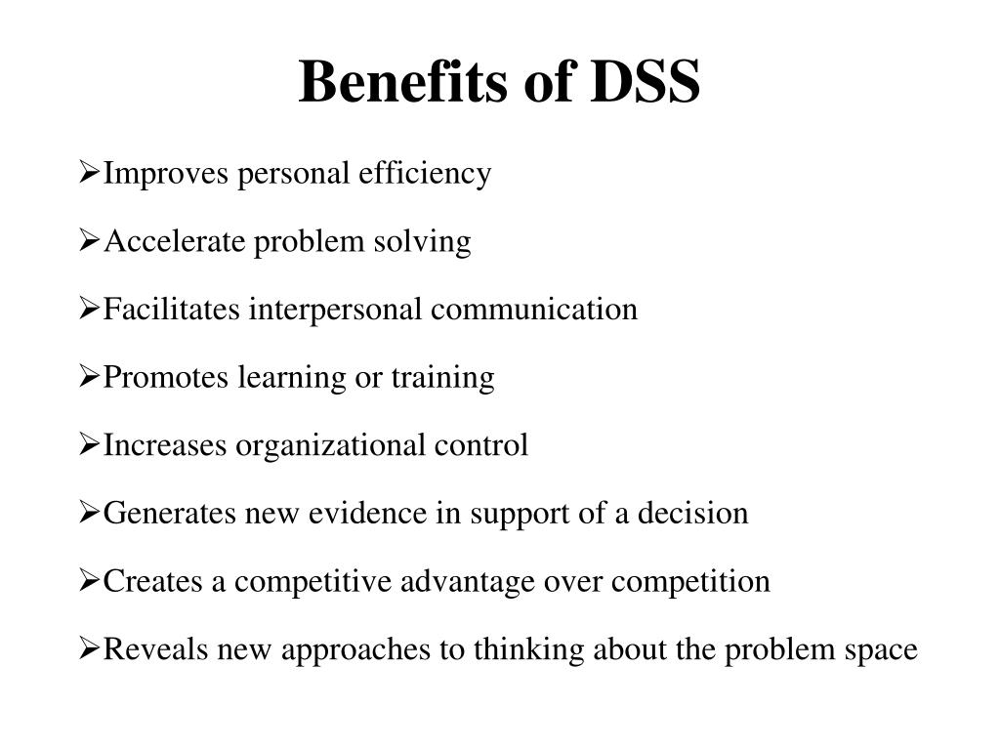 Benefits of DSS
➢Improves personal efficiency
➢Accelerate problem solving
➢Facilitates interpersonal communication
➢Promotes learning or training
➢Increases organizational control
➢Generates new evidence in support of a decision
➢Creates a competitive advantage over competition
➢Reveals new approaches to thinking about the problem space